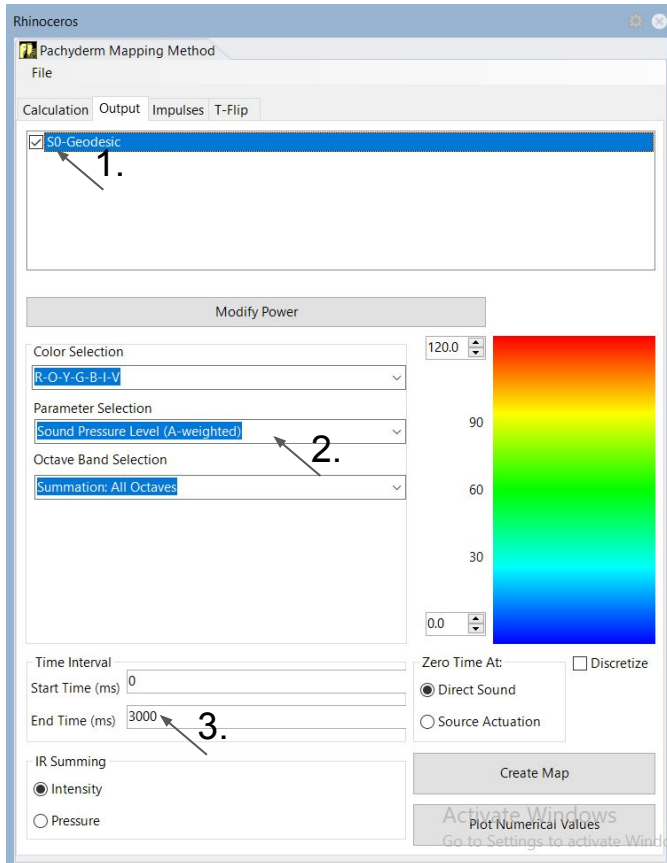 Rhinoceros
Pachyderm Mapping Method
File
Calculation Output Impulses T-Flip
S0-Geodesic
1.
Modify Power
Color Selection
R-O-Y-G-B-I-V
Parameter Selection
Sound Pressure Level (A-weighted)
2.
Octave Band Selection
Summation: All Octaves
120.0
90
60
30
0.0
Time Interval
Start Time (ms) 0
End Time (ms) 3000
3.
Zero Time At:
Direct Sound
Source Actuation
Discretize
IR Summing
Intensity
Pressure
Create Map
Plot Numerical Values
Activate Windows
Go to Settings to activate Wind